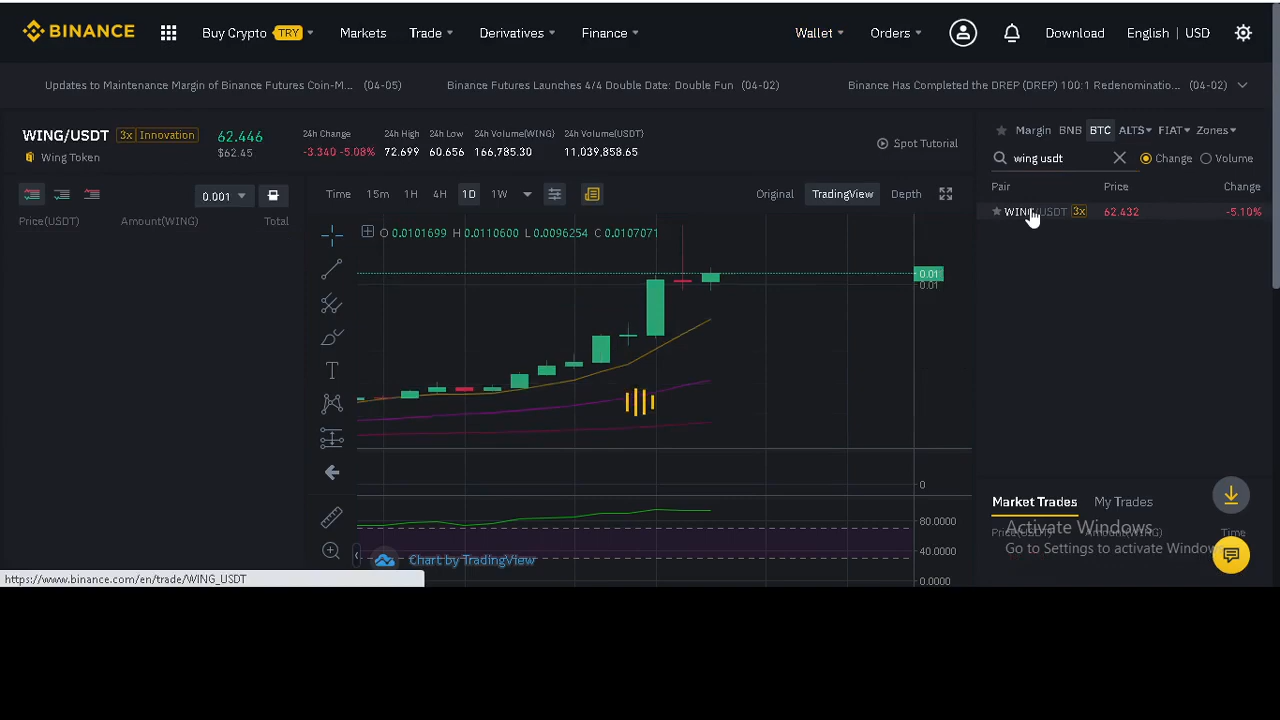 BINANCE Buy Crypto TRY Markets Trade Derivatives Finance Wallet Orders Download English | USD
Updates to Maintenance Margin of Binance Futures Coin-M... (04-05) Binance Futures Launches 4/4 Double Date: Double Fun (04-02) Binance Has Completed the DREP (DREP) 100:1 Redenominatio... (04-02)
WING/USDT 3x Innovation 62.446 24h Change 24h High 24h Low 24h Volume(WING) 24h Volume(USDT)
Wing Token $62.45 -3.340 -5.08% 72.699 60.656 166,785.30 11,039,858.65
Spot Tutorial
Margin BNB BTC ALTS FIAT Zones
wing usdt Change Volume
0.001 Time 15m 1H 4H 1D 1W Original TradingView Depth
Pair Price Change
Price(USDT) Amount(WING) Total
WING/USDT 3x 62.432 -5.10%
O 0.0101699 H 0.0110600 L 0.0096254 C 0.0107071
0.01
0.01
0
80.0000
40.0000
0.0000
Chart by TradingView
Market Trades My Trades
Price(USDT) Amount(WING) Time
Activate Windows
Go to Settings to activate Window
https://www.binance.com/en/trade/WING_USDT